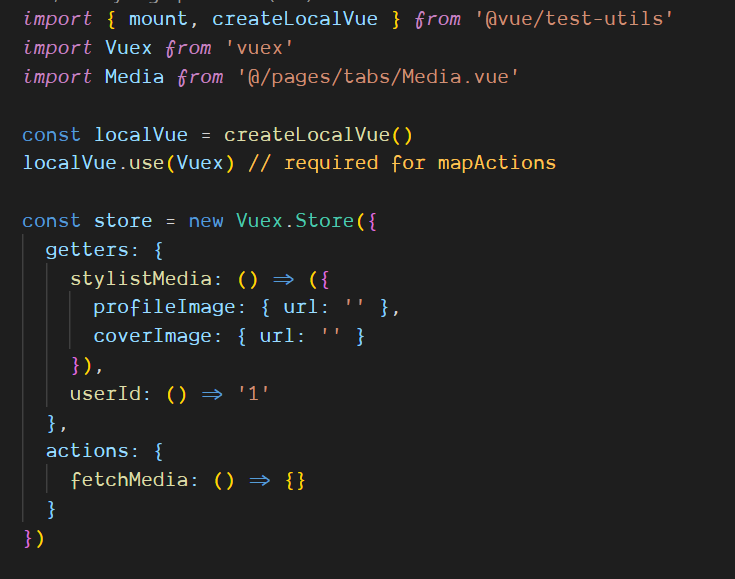 import { mount, createLocalVue } from '@vue/test-utils'
import Vuex from 'vuex'
import Media from '@/pages/tabs/Media.vue'

const localVue = createLocalVue()
localVue.use(Vuex) // required for mapActions

const store = new Vuex.Store({
  getters: {
    stylistMedia: () => ({
      profileImage: { url: '' },
      coverImage: { url: '' }
    }),
    userId: () => '1'
  },
  actions: {
    fetchMedia: () => {}
  }
})